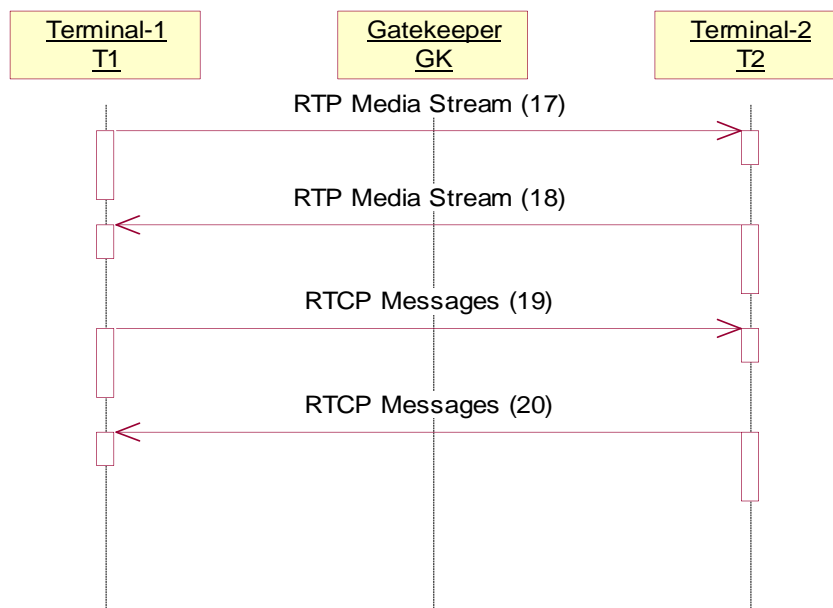 Terminal-1
T1
Gatekeeper
GK
Terminal-2
T2
RTP Media Stream (17)
RTP Media Stream (18)
RTCP Messages (19)
RTCP Messages (20)